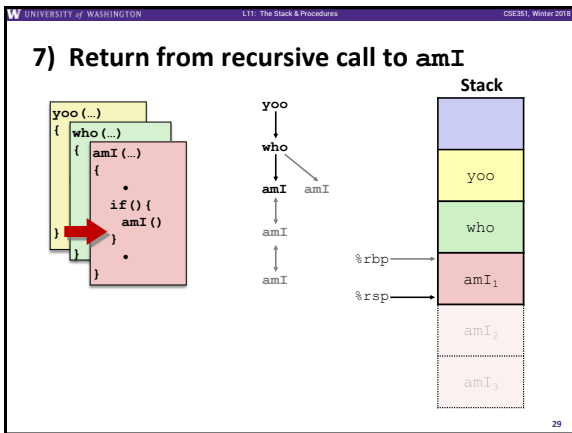 UNIVERSITY of WASHINGTON
L11: The Stack & Procedures
CSE351, Winter 2018
7) Return from recursive call to amI
Stack
yoo(…)
{
}
who(…)
{
}
amI(…)
{
•
if(){
amI()
}
•
}
yoo
who
amI amI
amI
amI
%rbp
%rsp
yoo
who
amI₁
amI₂
amI₃
29